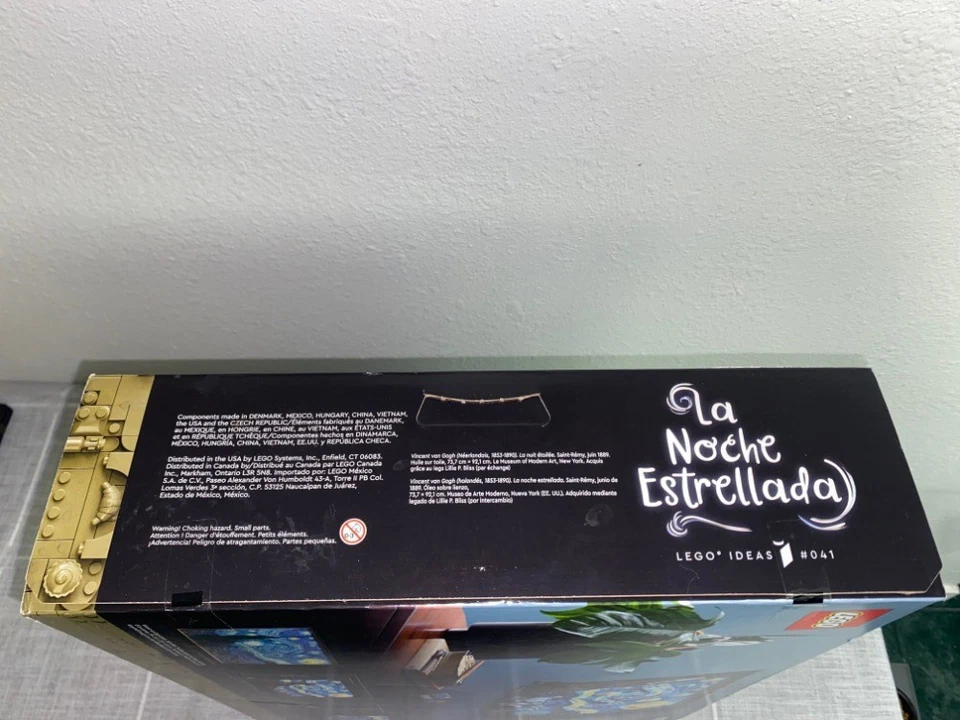 Components made in DENMARK, MEXICO, HUNGARY, CHINA, VIETNAM,
the USA and the CZECH REPUBLIC/Éléments fabriqués au DANEMARK,
au MEXIQUE, en HONGRIE, en CHINE, au VIETNAM, aux ÉTATS-UNIS
et en RÉPUBLIQUE TCHÈQUE/Componentes hechos en DINAMARCA,
MÉXICO, HUNGRÍA, CHINA, VIETNAM, EE.UU. y REPÚBLICA CHECA.
Distributed in the USA by LEGO Systems, Inc., Enfield, CT 06083.
Distributed in Canada by/Distribué au Canada par LEGO Canada
Inc., Markham, Ontario L3R 5N8. Importado por: LEGO México
S.A. de C.V., Paseo Alexander Von Humboldt 43-A, Torre II PB Col.
Lomas Verdes 3ª sección, C.P. 53125 Naucalpan de Juárez,
Estado de México, México.
Warning! Choking hazard. Small parts.
Attention ! Danger d'étouffement. Petits éléments.
¡Advertencia! Peligro de atragantamiento. Partes pequeñas.
0-3
Vincent van Gogh (Néerlandais, 1853-1890). La nuit étoilée. Saint-Rémy, juin 1889.
Huile sur toile, 73,7 cm × 92,1 cm. Le Museum of Modern Art, New York. Acquis
grâce au legs Lillie P. Bliss (par échange)
Vincent van Gogh (holandés, 1853-1890). La noche estrellada. Saint-Rémy, junio de
1889. Óleo sobre lienzo,
73,7 × 92,1 cm. Museo de Arte Moderno, Nueva York (EE. UU.). Adquirido mediante
legado de Lillie P. Bliss (por intercambio)
La
Noche
Estrellada
LEGO® IDEAS #041
LEGO